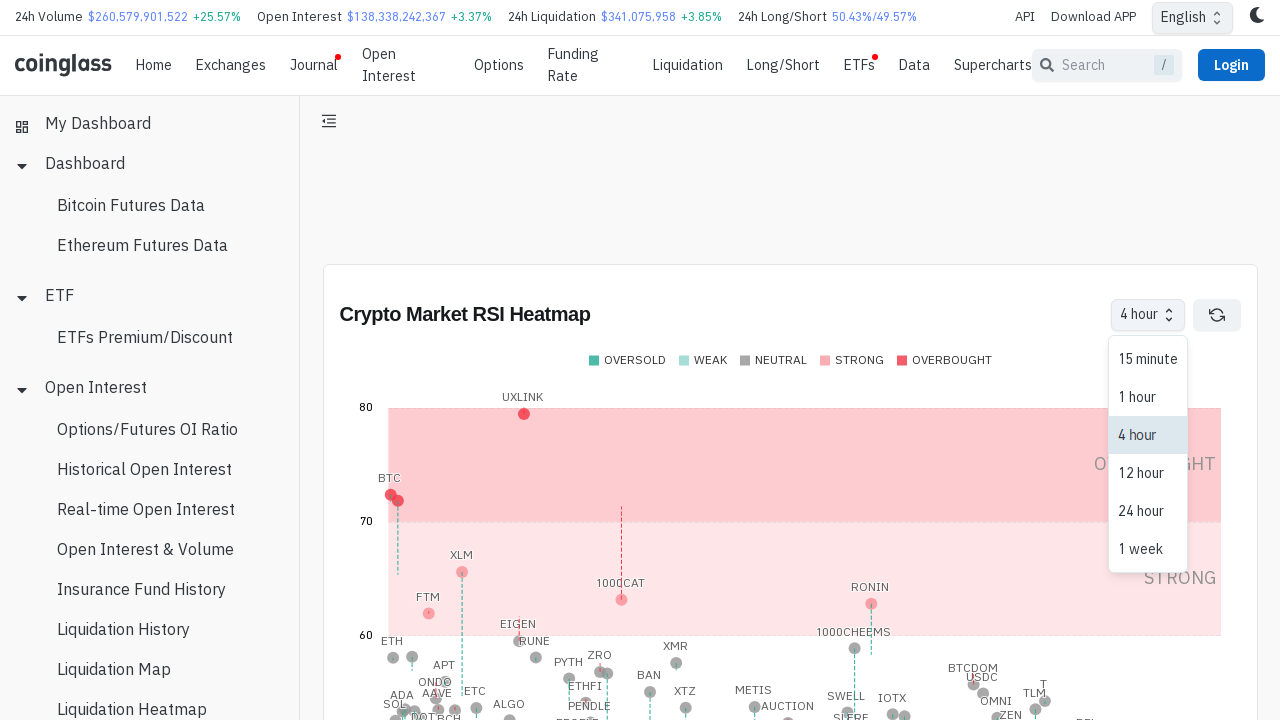 24h Volume $260,579,901,522 +25.57% Open Interest $138,338,242,367 +3.37% 24h Liquidation $341,075,958 +3.85% 24h Long/Short 50.43%/49.57% API Download APP English
coinglass Home Exchanges Journal Open Interest Options Funding Rate Liquidation Long/Short ETFs Data Supercharts Search / Login
My Dashboard
Dashboard
Bitcoin Futures Data
Ethereum Futures Data
ETF
ETFs Premium/Discount
Open Interest
Options/Futures OI Ratio
Historical Open Interest
Real-time Open Interest
Open Interest & Volume
Insurance Fund History
Liquidation History
Liquidation Map
Liquidation Heatmap
Crypto Market RSI Heatmap
4 hour
15 minute
1 hour
4 hour
12 hour
24 hour
1 week
OVERSOLD WEAK NEUTRAL STRONG OVERBOUGHT
80
70
60
STRONG
UXLINK
BTC
XLM
1000CAT
RONIN
FTM
EIGEN
1000CHEEMS
ETH
RUNE
XMR
ZRO
PYTH
APT
BTCDOM
BAN
USDC
ONDO
ETHFI
T
AAVE
ETC
METIS
XTZ
ADA
SWELL
IOTX
TLM
SOL
ALGO
PENDLE
AUCTION
OMNI
ZEN